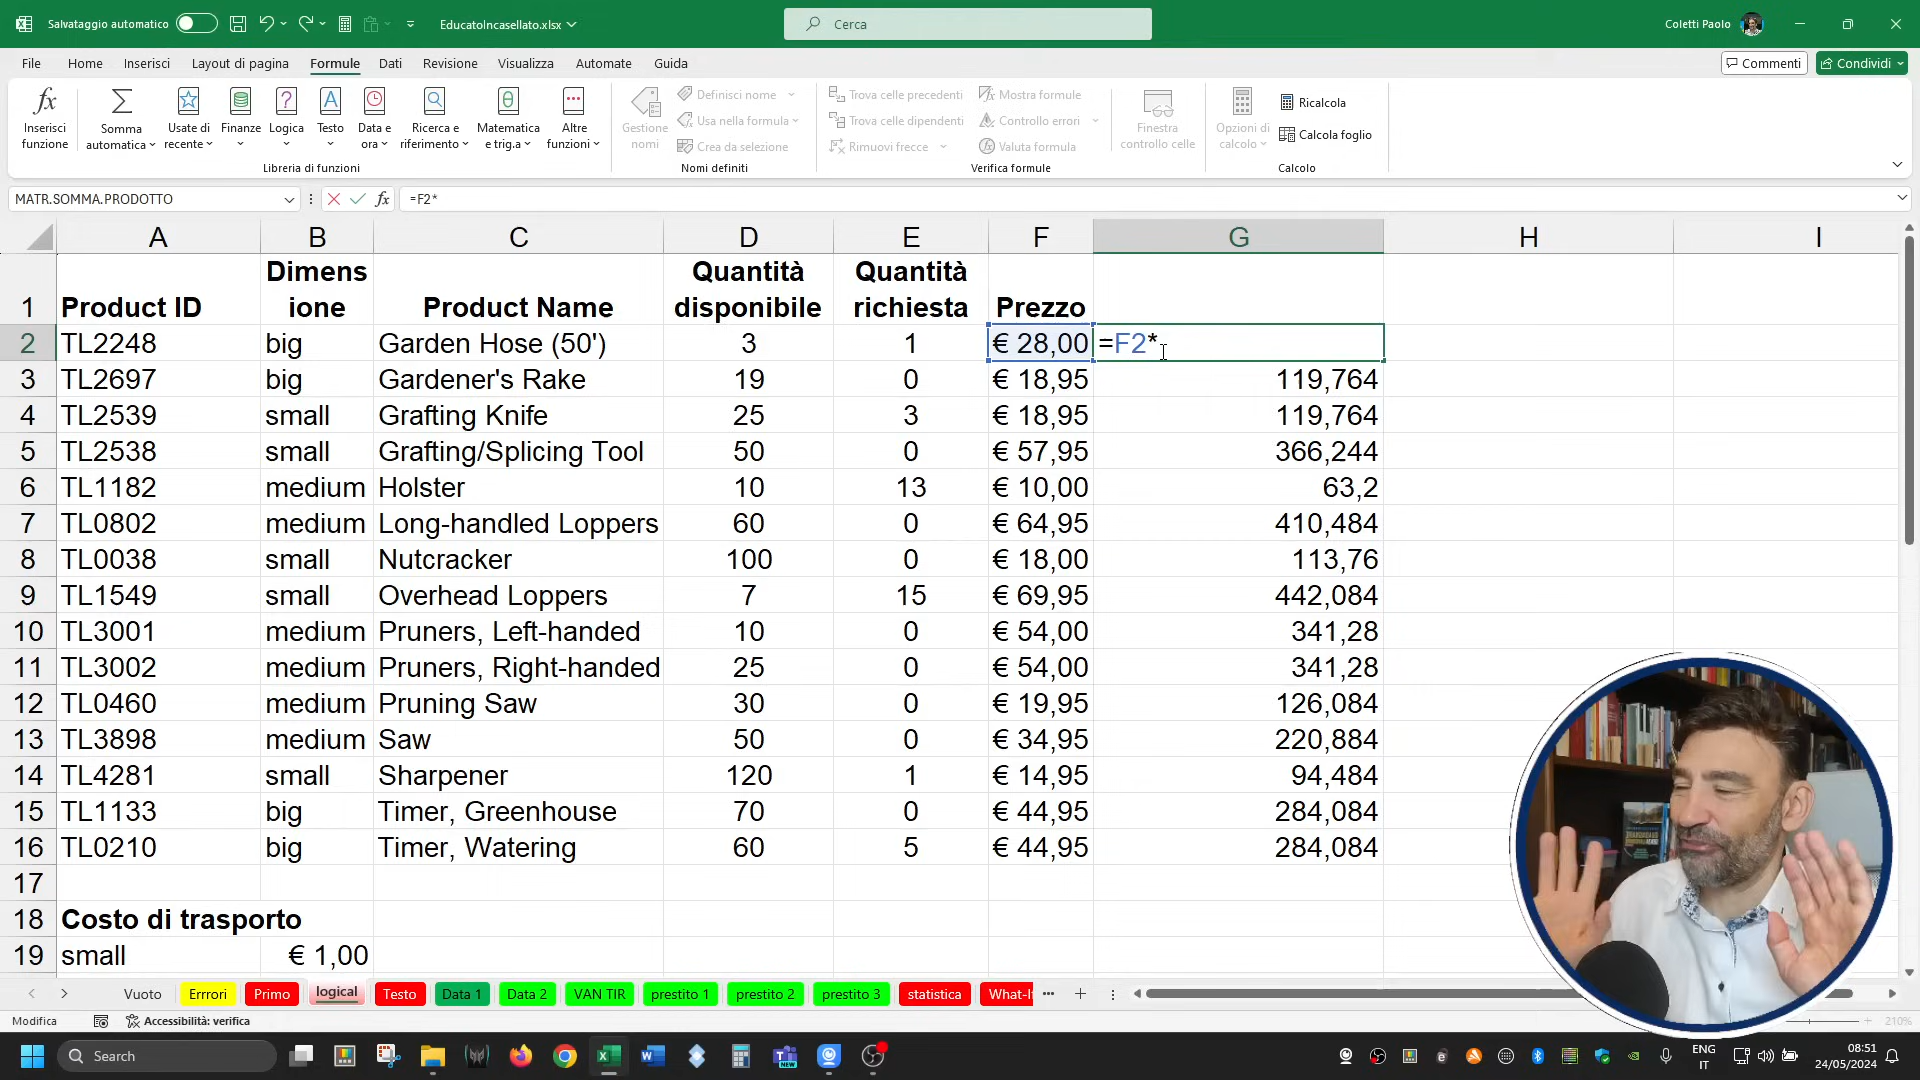 Salvataggio automatico EducatoIncasellato.xlsx Cerca Coletti Paolo
File Home Inserisci Layout di pagina Formule Dati Revisione Visualizza Automate Guida Commenti Condividi
Inserisci funzione
Somma automatica
Usate di recente
Finanze
Logica
Testo
Data e ora
Ricerca e riferimento
Matematica e trig.a
Altre funzioni
Libreria di funzioni
Gestione nomi
Definisci nome
Usa nella formula
Crea da selezione
Nomi definiti
Trova celle precedenti
Trova celle dipendenti
Rimuovi frecce
Mostra formule
Controllo errori
Valuta formula
Verifica formule
Finestra controllo celle
Opzioni di calcolo
Ricalcola
Calcola foglio
Calcolo
MATR.SOMMA.PRODOTTO fx =F2*
A B C D E F G H I
1 Product ID Dimens ione Product Name Quantità disponibile Quantità richiesta Prezzo
2 TL2248 big Garden Hose (50') 3 1 € 28,00 =F2*
3 TL2697 big Gardener's Rake 19 0 € 18,95 119,764
4 TL2539 small Grafting Knife 25 3 € 18,95 119,764
5 TL2538 small Grafting/Splicing Tool 50 0 € 57,95 366,244
6 TL1182 medium Holster 10 13 € 10,00 63,2
7 TL0802 medium Long-handled Loppers 60 0 € 64,95 410,484
8 TL0038 small Nutcracker 100 0 € 18,00 113,76
9 TL1549 small Overhead Loppers 7 15 € 69,95 442,084
10 TL3001 medium Pruners, Left-handed 10 0 € 54,00 341,28
11 TL3002 medium Pruners, Right-handed 25 0 € 54,00 341,28
12 TL0460 medium Pruning Saw 30 0 € 19,95 126,084
13 TL3898 medium Saw 50 0 € 34,95 220,884
14 TL4281 small Sharpener 120 1 € 14,95 94,484
15 TL1133 big Timer, Greenhouse 70 0 € 44,95 284,084
16 TL0210 big Timer, Watering 60 5 € 44,95 284,084
17
18 Costo di trasporto
19 small € 1,00
Vuoto Errrori Primo logical Testo Data 1 Data 2 VAN TIR prestito 1 prestito 2 prestito 3 statistica What-I
Modifica Accessibilità: verifica 210%
Search ENG IT 08:51 24/05/2024